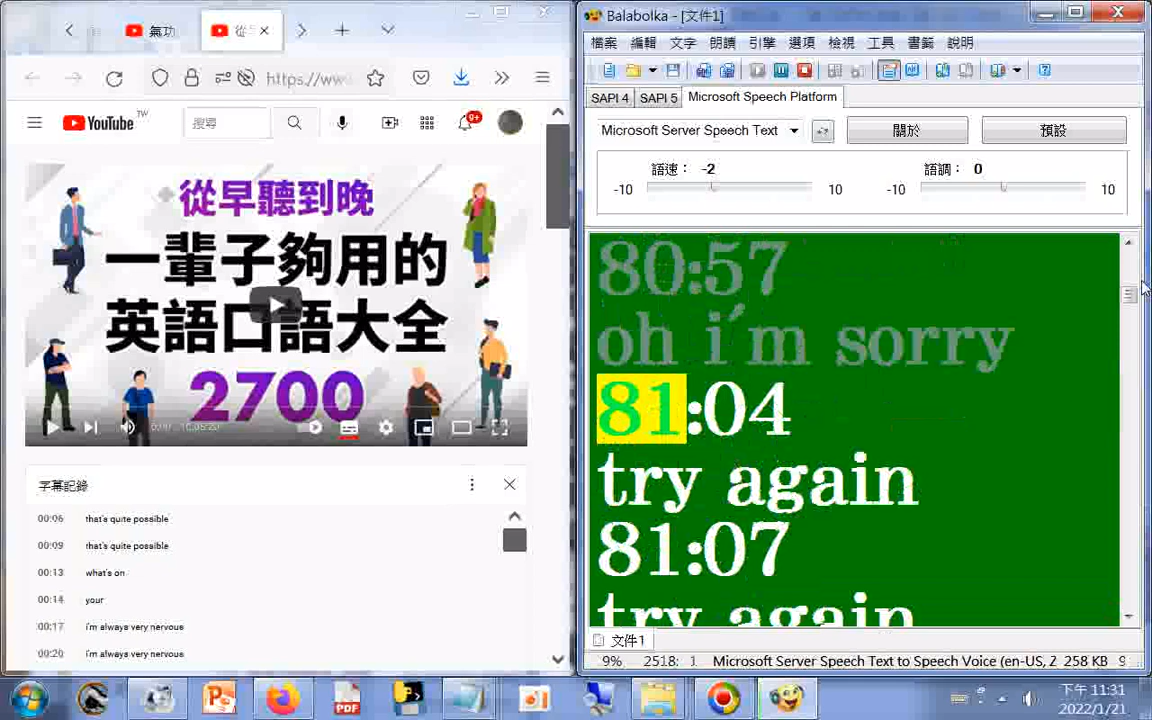 氣功
https://www
YouTube TW
搜尋
9+
從早聽到晚
一輩子夠用的
英語口語大全
2700
字幕記錄
00:06 that's quite possible
00:09 that's quite possible
00:13 what's on
00:14 your
00:17 i'm always very nervous
00:20 i'm always very nervous
Balabolka - [文件1]
檔案 編輯 文字 朗讀 引擎 選項 檢視 工具 書籤 說明
SAPI 4 SAPI 5 Microsoft Speech Platform
Microsoft Server Speech Text 關於 預設
語速： -2 語調： 0
-10 10 -10 10
80:57
oh i'm sorry
81:04
try again
81:07
try again
文件1
9% 2518: 1 Microsoft Server Speech Text to Speech Voice (en-US, Z 258 KB 9
PDF
下午 11:31
2022/1/21